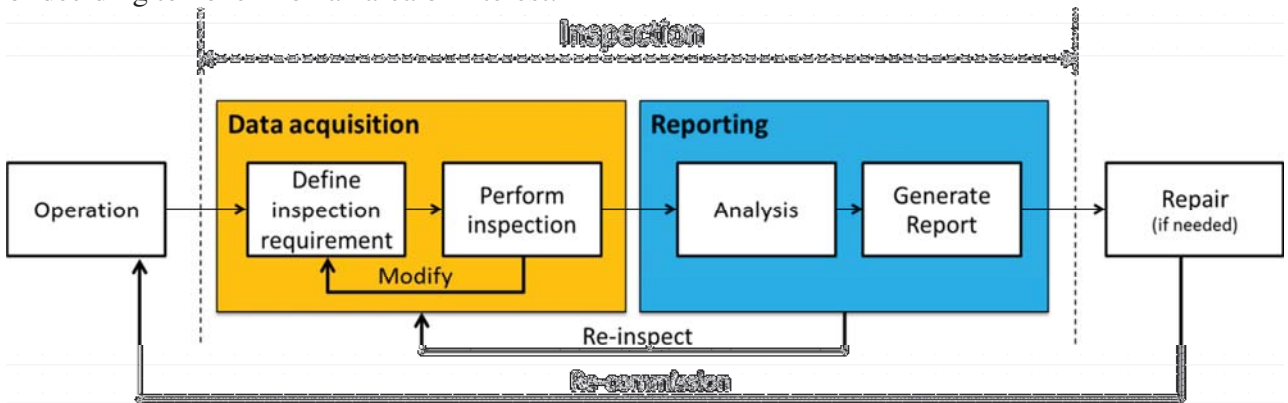 Inspection
Data acquisition
Reporting
Operation
Define
inspection
requirement
Perform
inspection
Analysis
Generate
Report
Repair
(if needed)
Modify
Re-inspect
Re-commission